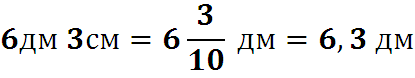 6дм 3см = 6 3/10 дм = 6,3 дм